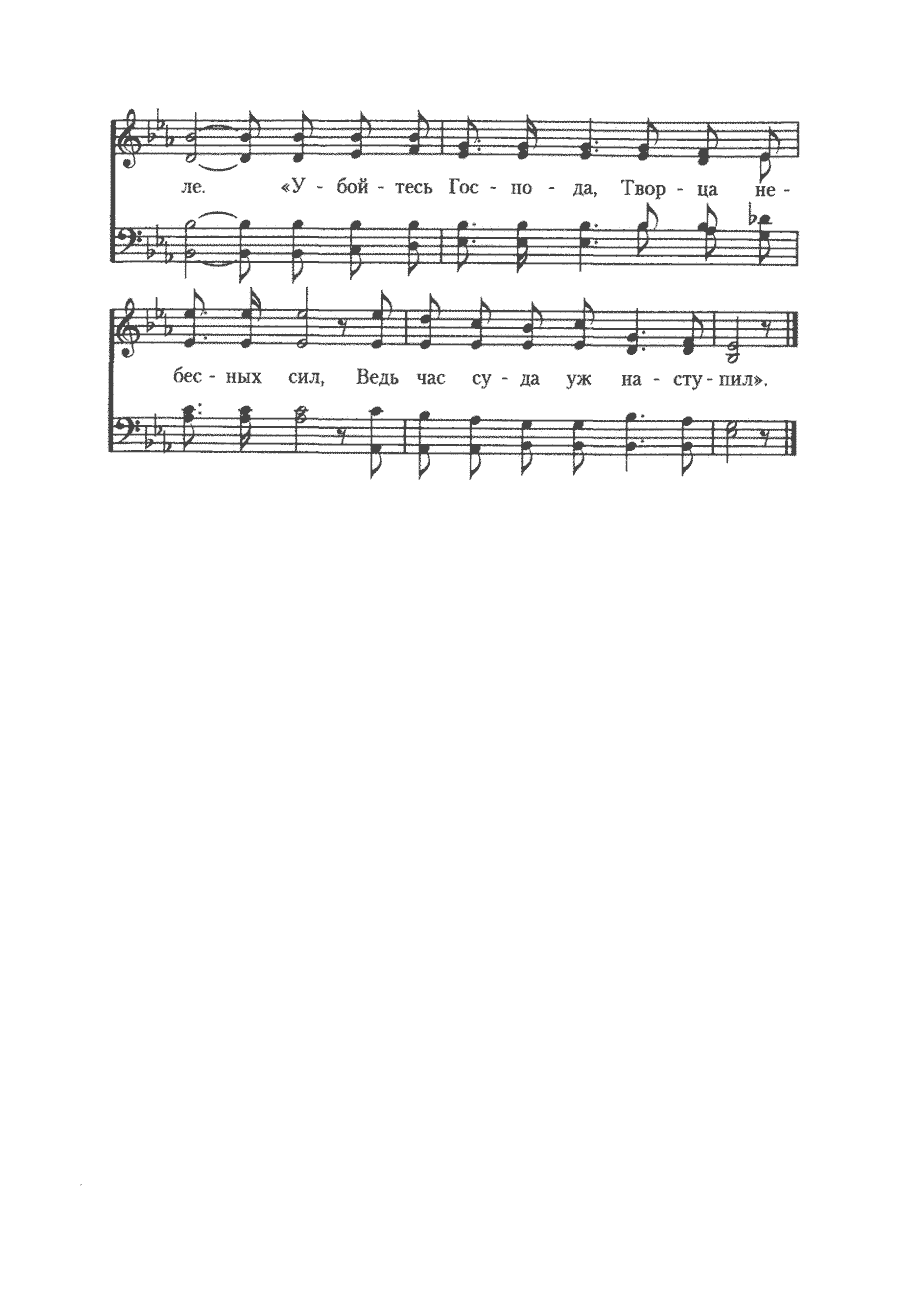 ле. «У - бой - тесь Гос - по - да, Твор - ца не -
бес - ных сил, Ведь час су - да уж на - сту - пил».